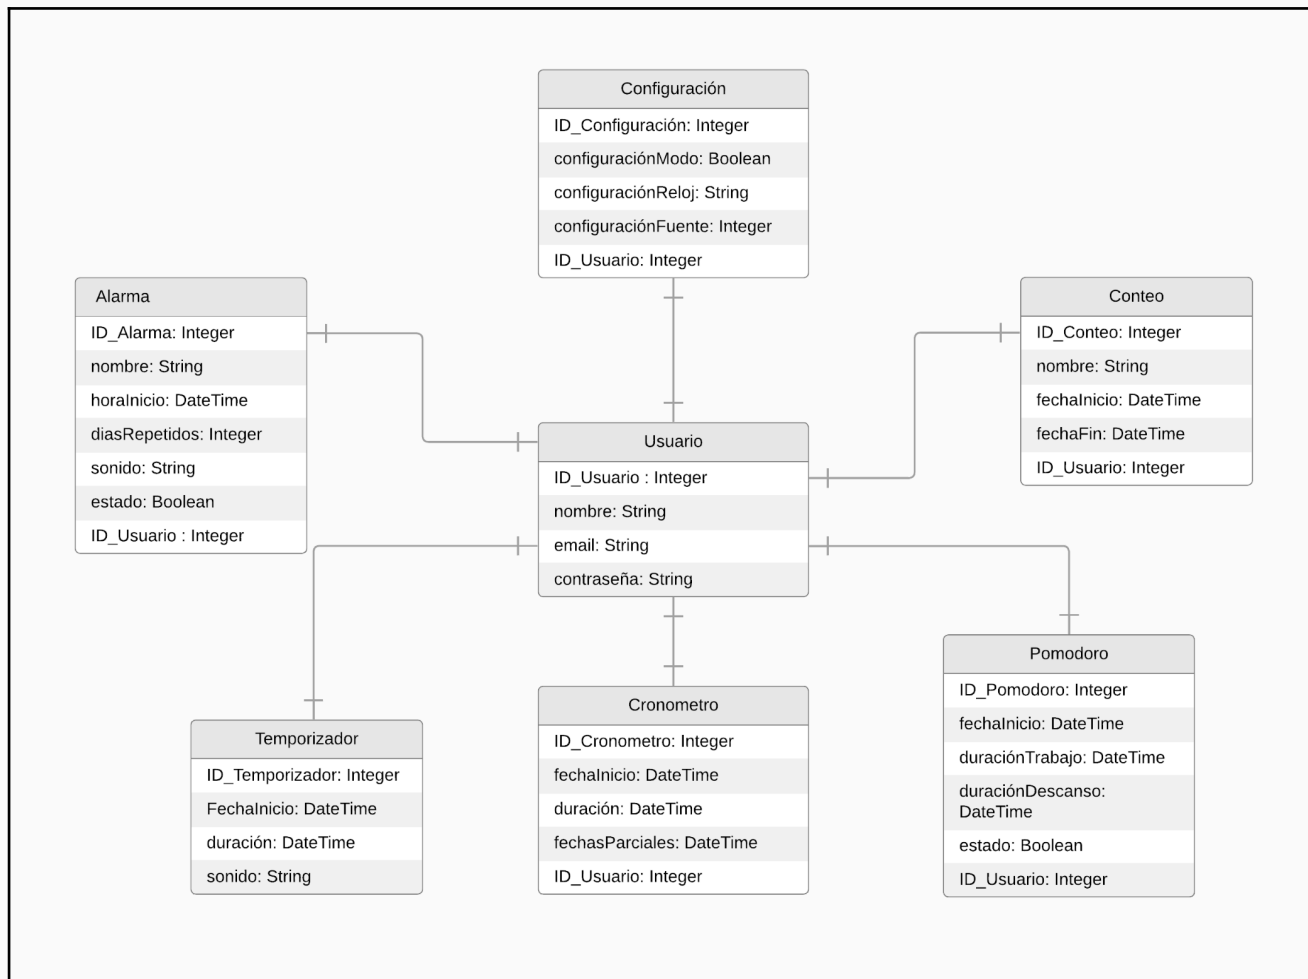 Configuración
ID_Configuración: Integer
configuraciónModo: Boolean
configuraciónReloj: String
configuraciónFuente: Integer
ID_Usuario: Integer
Alarma
ID_Alarma: Integer
nombre: String
horaInicio: DateTime
diasRepetidos: Integer
sonido: String
estado: Boolean
ID_Usuario : Integer
Conteo
ID_Conteo: Integer
nombre: String
fechaInicio: DateTime
fechaFin: DateTime
ID_Usuario: Integer
Usuario
ID_Usuario : Integer
nombre: String
email: String
contraseña: String
Temporizador
ID_Temporizador: Integer
FechaInicio: DateTime
duración: DateTime
sonido: String
Cronometro
ID_Cronometro: Integer
fechaInicio: DateTime
duración: DateTime
fechasParciales: DateTime
ID_Usuario: Integer
Pomodoro
ID_Pomodoro: Integer
fechaInicio: DateTime
duraciónTrabajo: DateTime
duraciónDescanso:
DateTime
estado: Boolean
ID_Usuario: Integer